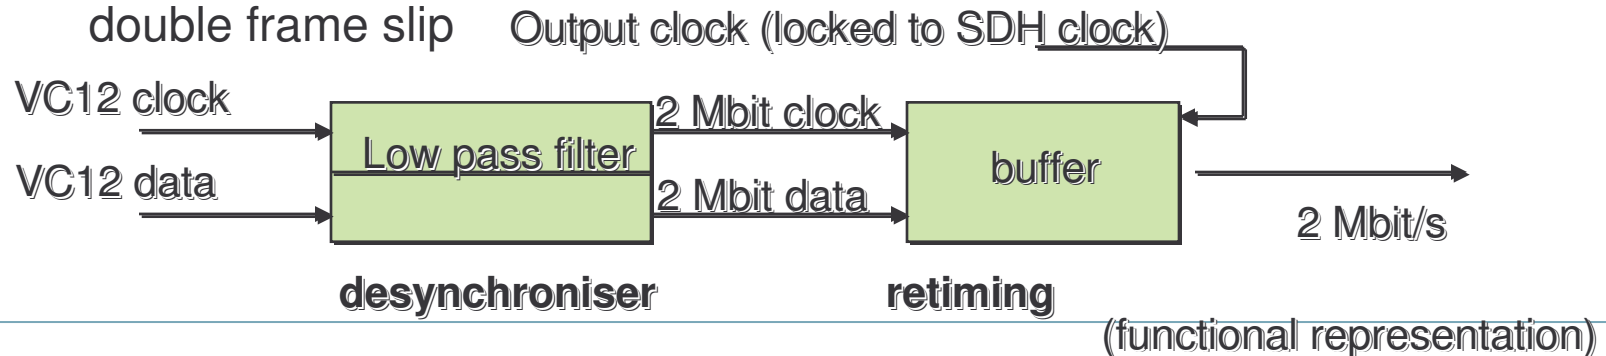 double frame slip
Output clock (locked to SDH clock)
VC12 clock
2 Mbit clock
Low pass filter
buffer
VC12 data
2 Mbit data
2 Mbit/s
desynchroniser
retiming
(functional representation)